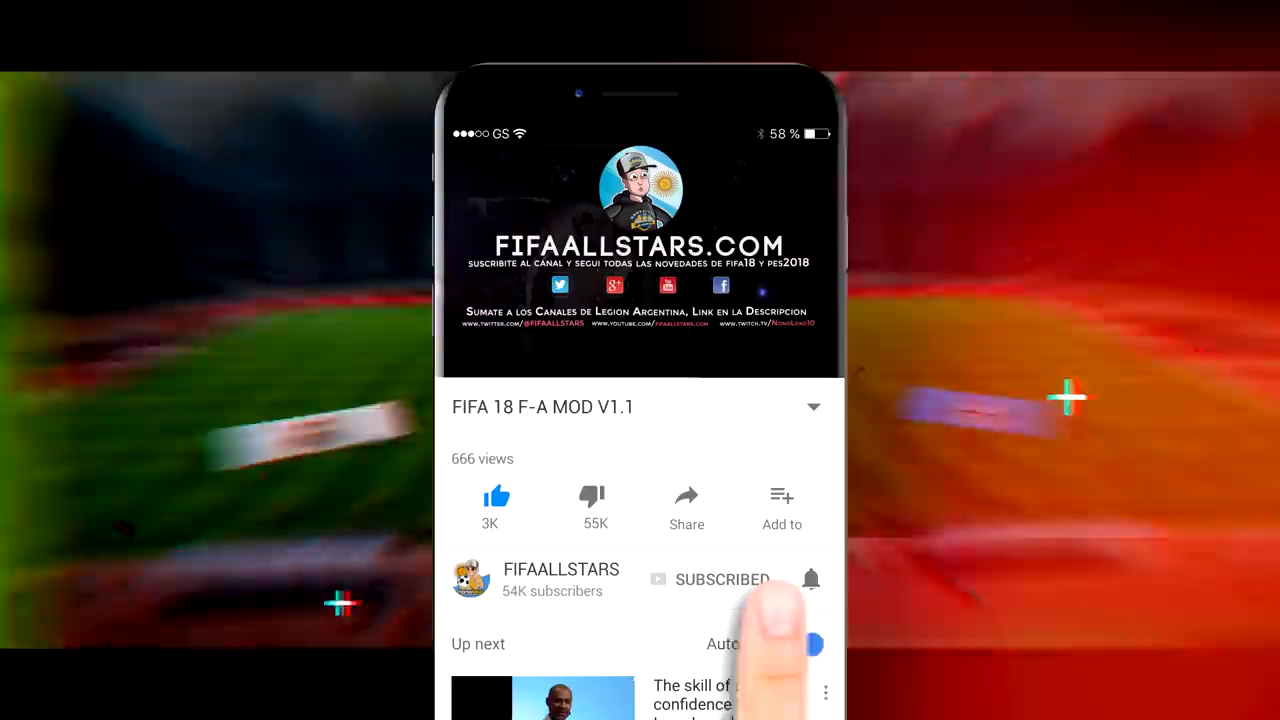 GS 58 %
FIFAALLSTARS.COM
SUSCRIBITE AL CANAL Y SEGUI TODAS LAS NOVEDADES DE FIFA18 Y PES2018
SUMATE A LOS CANALES DE LEGION ARGENTINA, LINK EN LA DESCRIPCION
WWW.TWITTER.COM/@FIFAALLSTARS WWW.YOUTUBE.COM/FIFAALLSTARS.COM WWW.TWITCH.TV/NONOLOKO10
FIFA 18 F-A MOD V1.1
666 views
3K 55K Share Add to
FIFAALLSTARS SUBSCRIBED
54K subscribers
Up next
The skill of
confidence